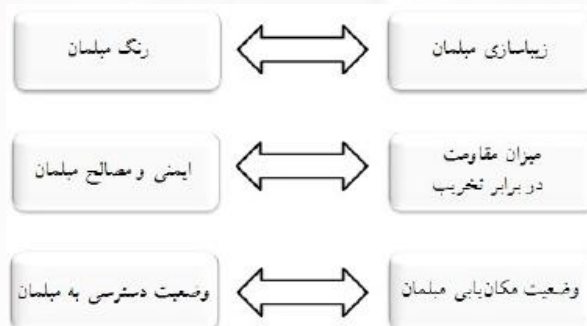 زیباسازی مبلمان
رنگ مبلمان
میزان مقاومت
در برابر تخریب
ایمنی و مصالح مبلمان
وضعیت مکان‌یابی مبلمان
وضعیت دسترسی به مبلمان